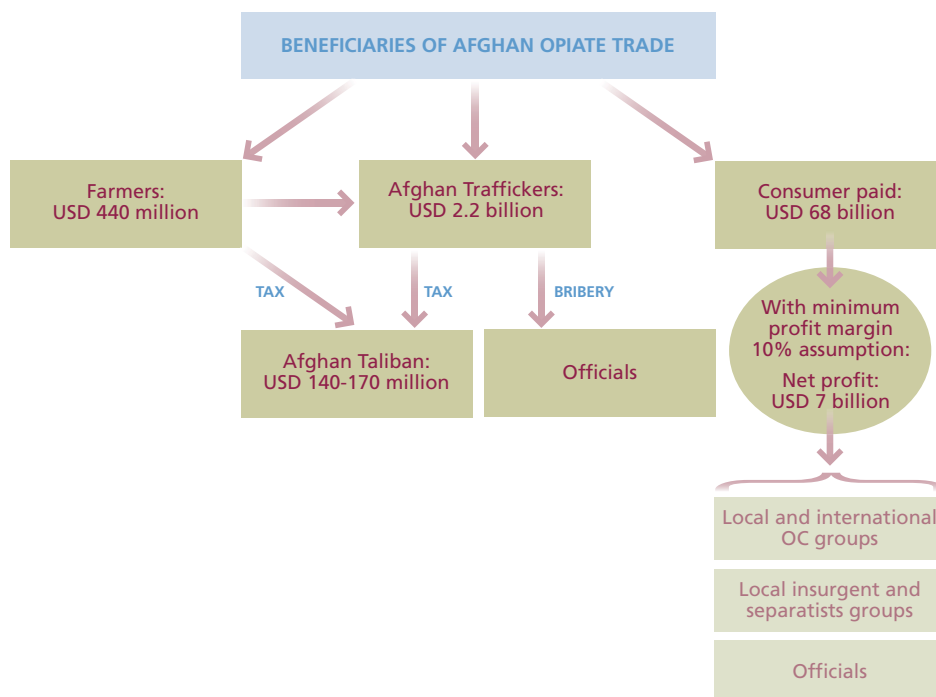 BENEFICIARIES OF AFGHAN OPIATE TRADE
Farmers:
USD 440 million
Afghan Traffickers:
USD 2.2 billion
Consumer paid:
USD 68 billion
TAX
TAX
BRIBERY
Afghan Taliban:
USD 140-170 million
Officials
With minimum
profit margin
10% assumption:
Net profit:
USD 7 billion
Local and international
OC groups
Local insurgent and
separatists groups
Officials